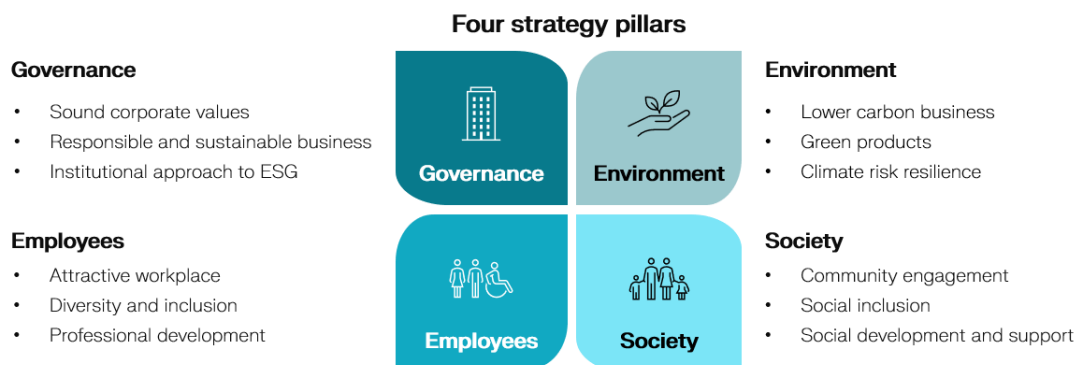 Four strategy pillars
Governance
• Sound corporate values
• Responsible and sustainable business
• Institutional approach to ESG
Governance
Environment
Environment
• Lower carbon business
• Green products
• Climate risk resilience
Employees
• Attractive workplace
• Diversity and inclusion
• Professional development
Employees
Society
Society
• Community engagement
• Social inclusion
• Social development and support